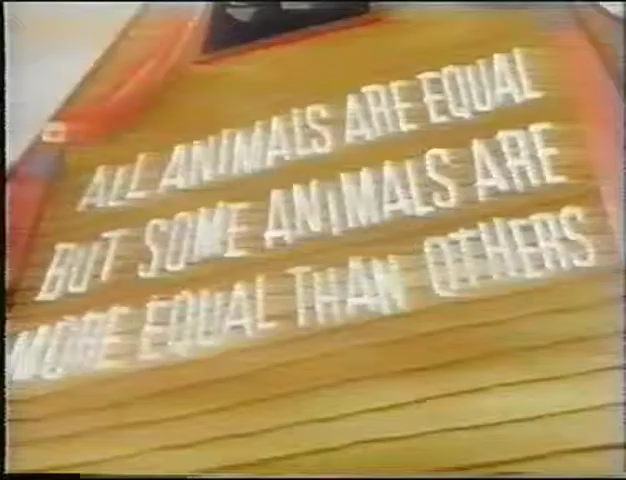 ALL ANIMALS ARE EQUAL
BUT SOME ANIMALS ARE
MORE EQUAL THAN OTHERS